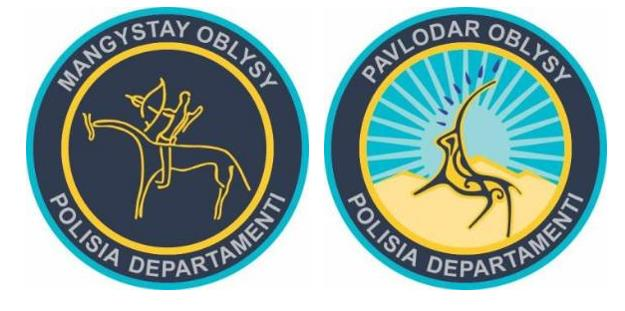 MANGYSTAY OBLYSY
POLISIA DEPARTAMENTI
PAVLODAR OBLYSY
POLISIA DEPARTAMENTI